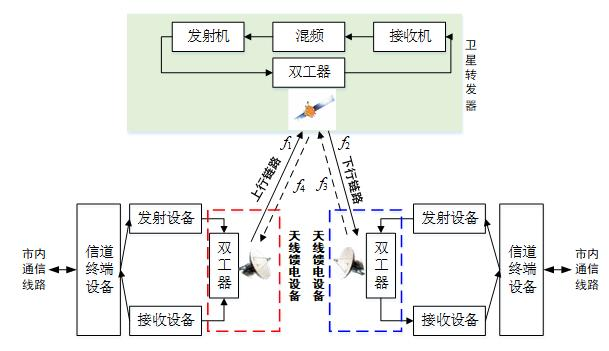 发射机
混频
接收机
双工器
卫星转发器
f1
f2
上行链路
下行链路
f4
f3
市内
通信
线路
信道
终端
设备
发射设备
双工器
接收设备
天线馈电设备
天线馈电设备
双工器
发射设备
接收设备
信道
终端
设备
市内
通信
线路